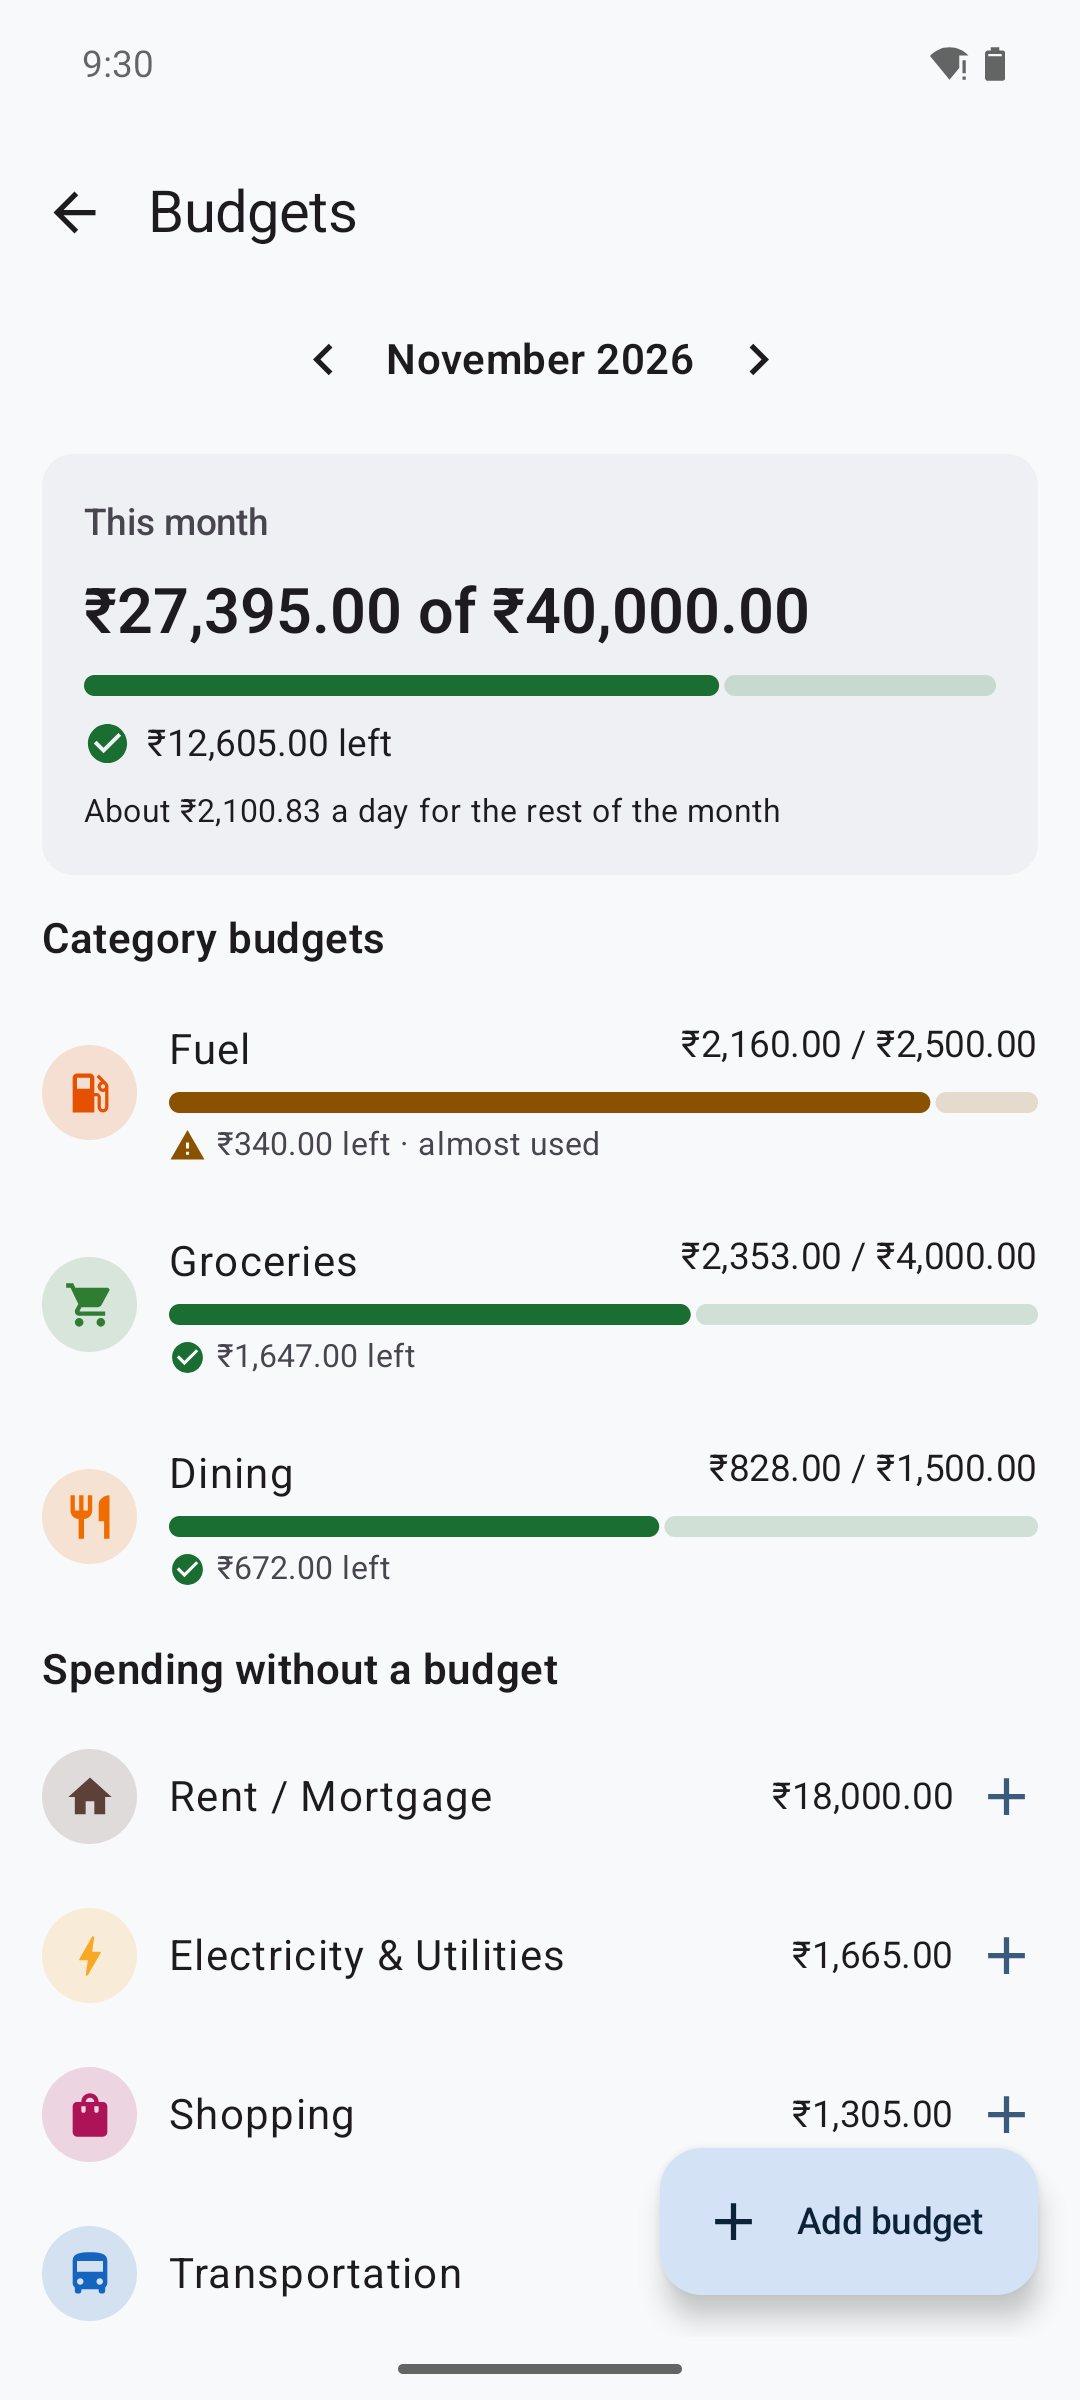 9:30
Budgets
November 2026
This month
₹27,395.00 of ₹40,000.00
₹12,605.00 left
About ₹2,100.83 a day for the rest of the month
Category budgets
Fuel
₹2,160.00 / ₹2,500.00
₹340.00 left · almost used
Groceries
₹2,353.00 / ₹4,000.00
₹1,647.00 left
Dining
₹828.00 / ₹1,500.00
₹672.00 left
Spending without a budget
Rent / Mortgage
₹18,000.00
Electricity & Utilities
₹1,665.00
Shopping
₹1,305.00
Add budget
Transportation